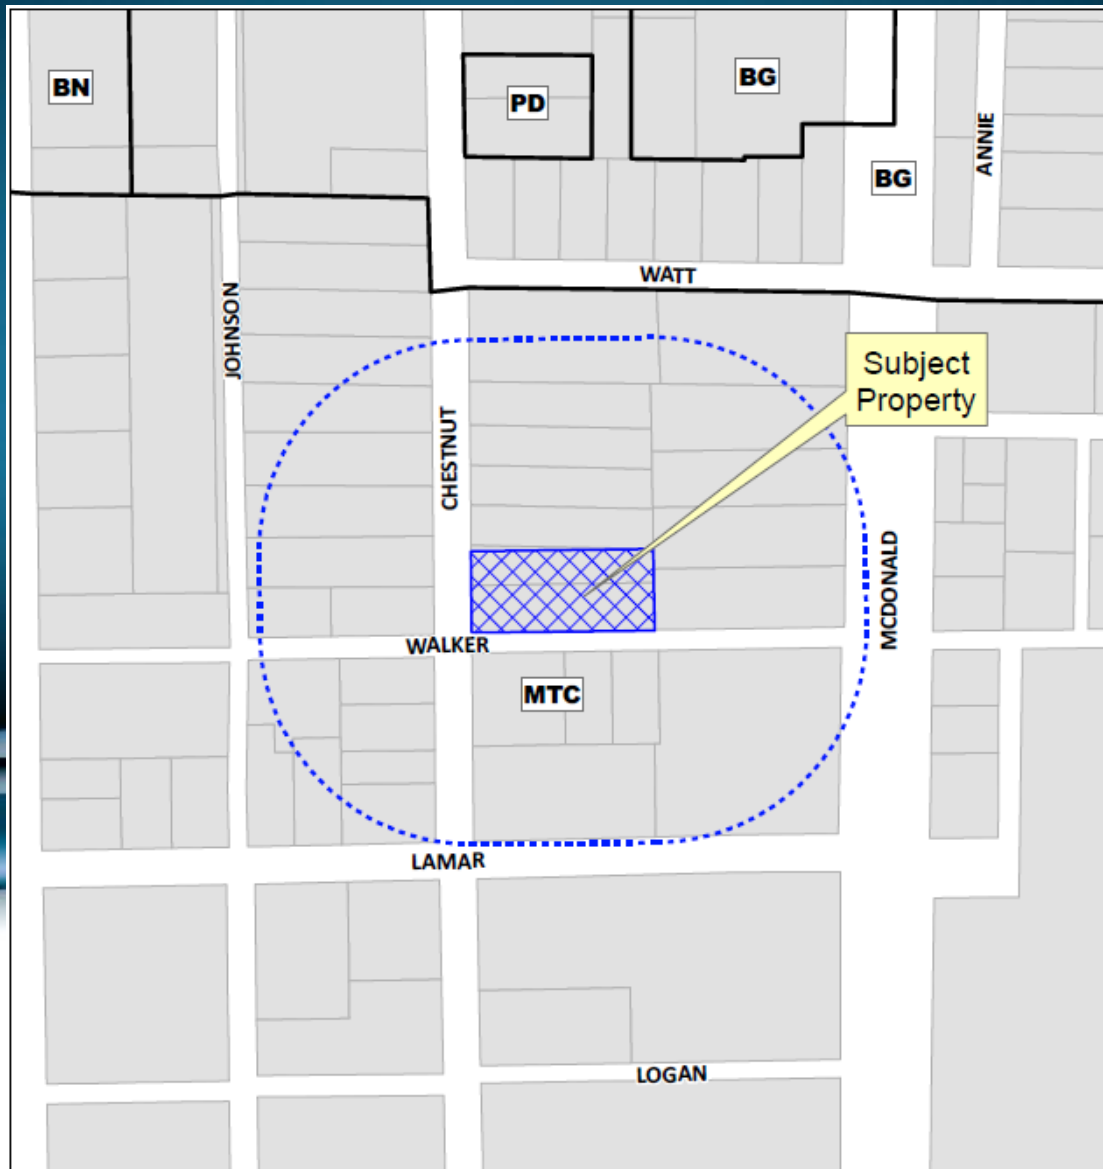 BN
PD
BG
ANNIE
BG
WATT
JOHNSON
Subject
Property
CHESTNUT
MCDONALD
WALKER
MTC
LAMAR
LOGAN